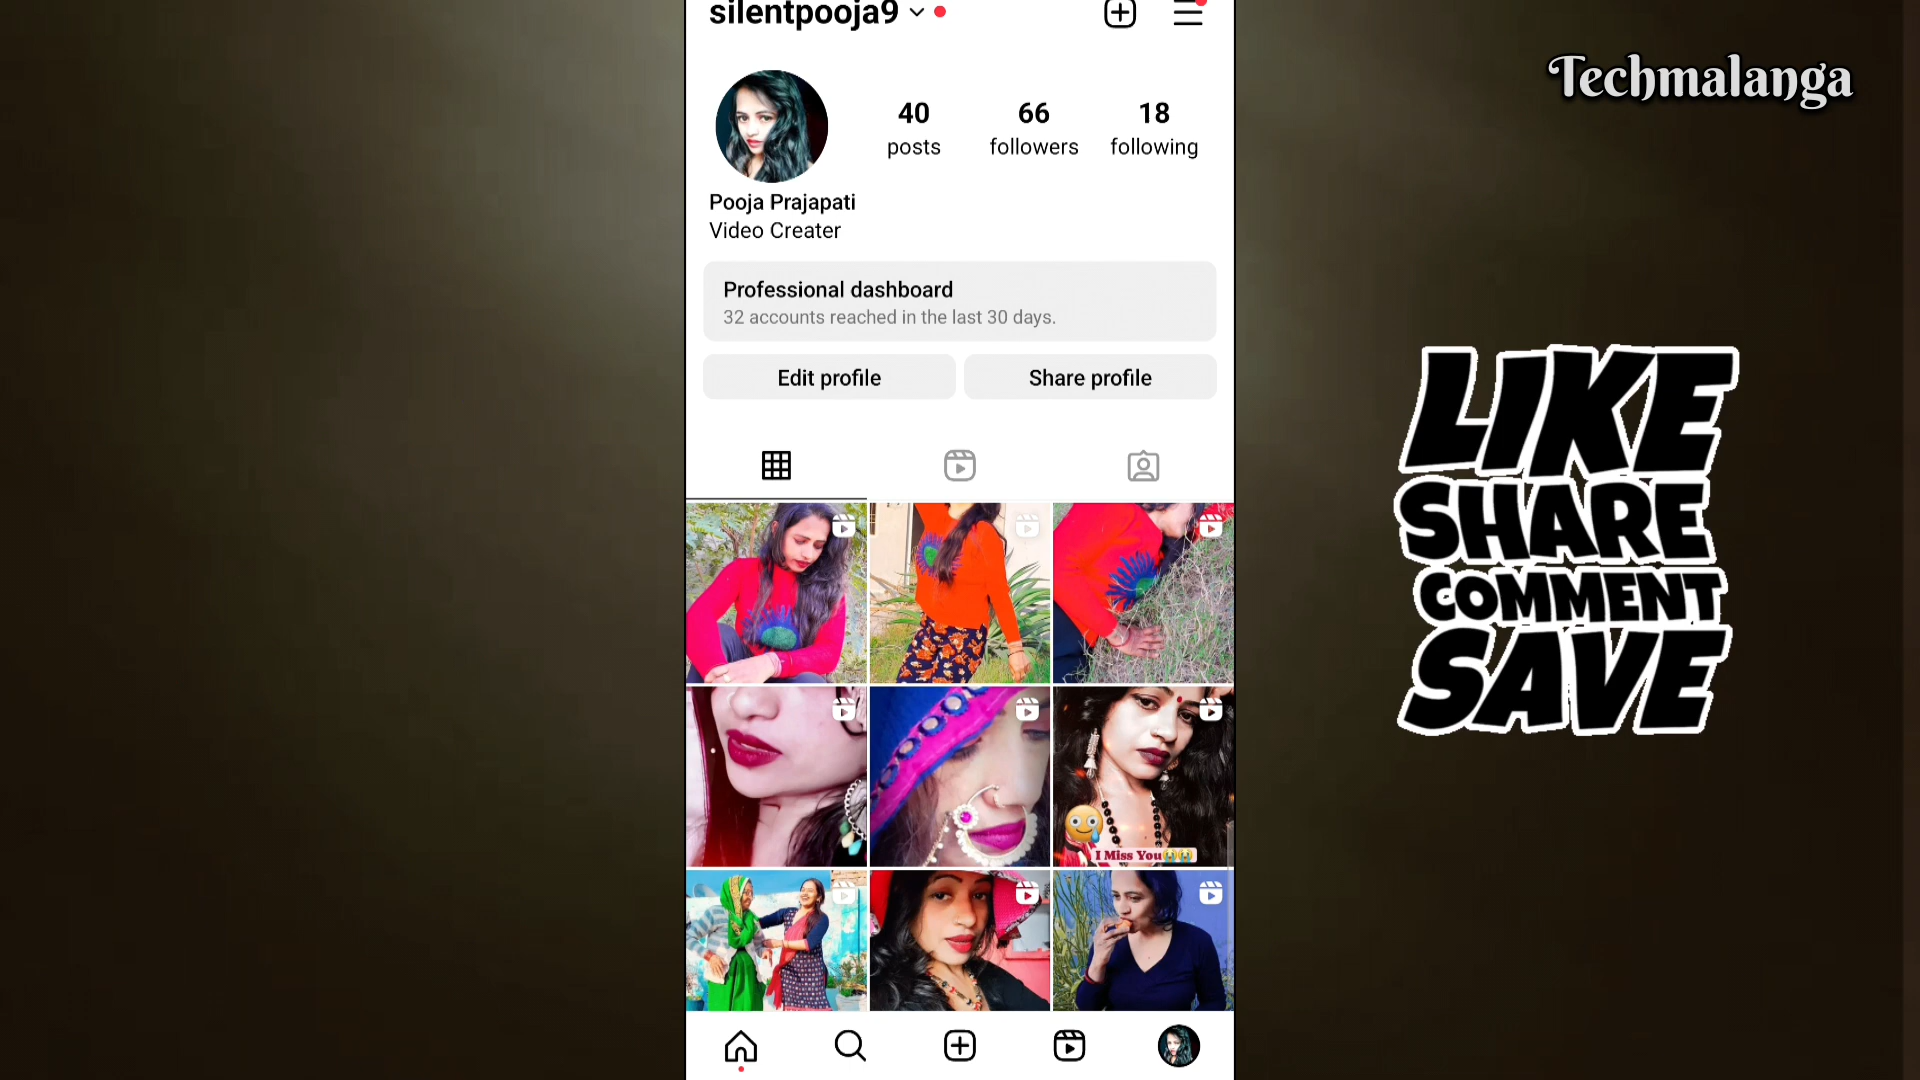 silentpooja9
Techmalanga
40 66 18
posts followers following
Pooja Prajapati
Video Creater
Professional dashboard
32 accounts reached in the last 30 days.
Edit profile Share profile
LIKE
SHARE
COMMENT
SAVE
I Miss You